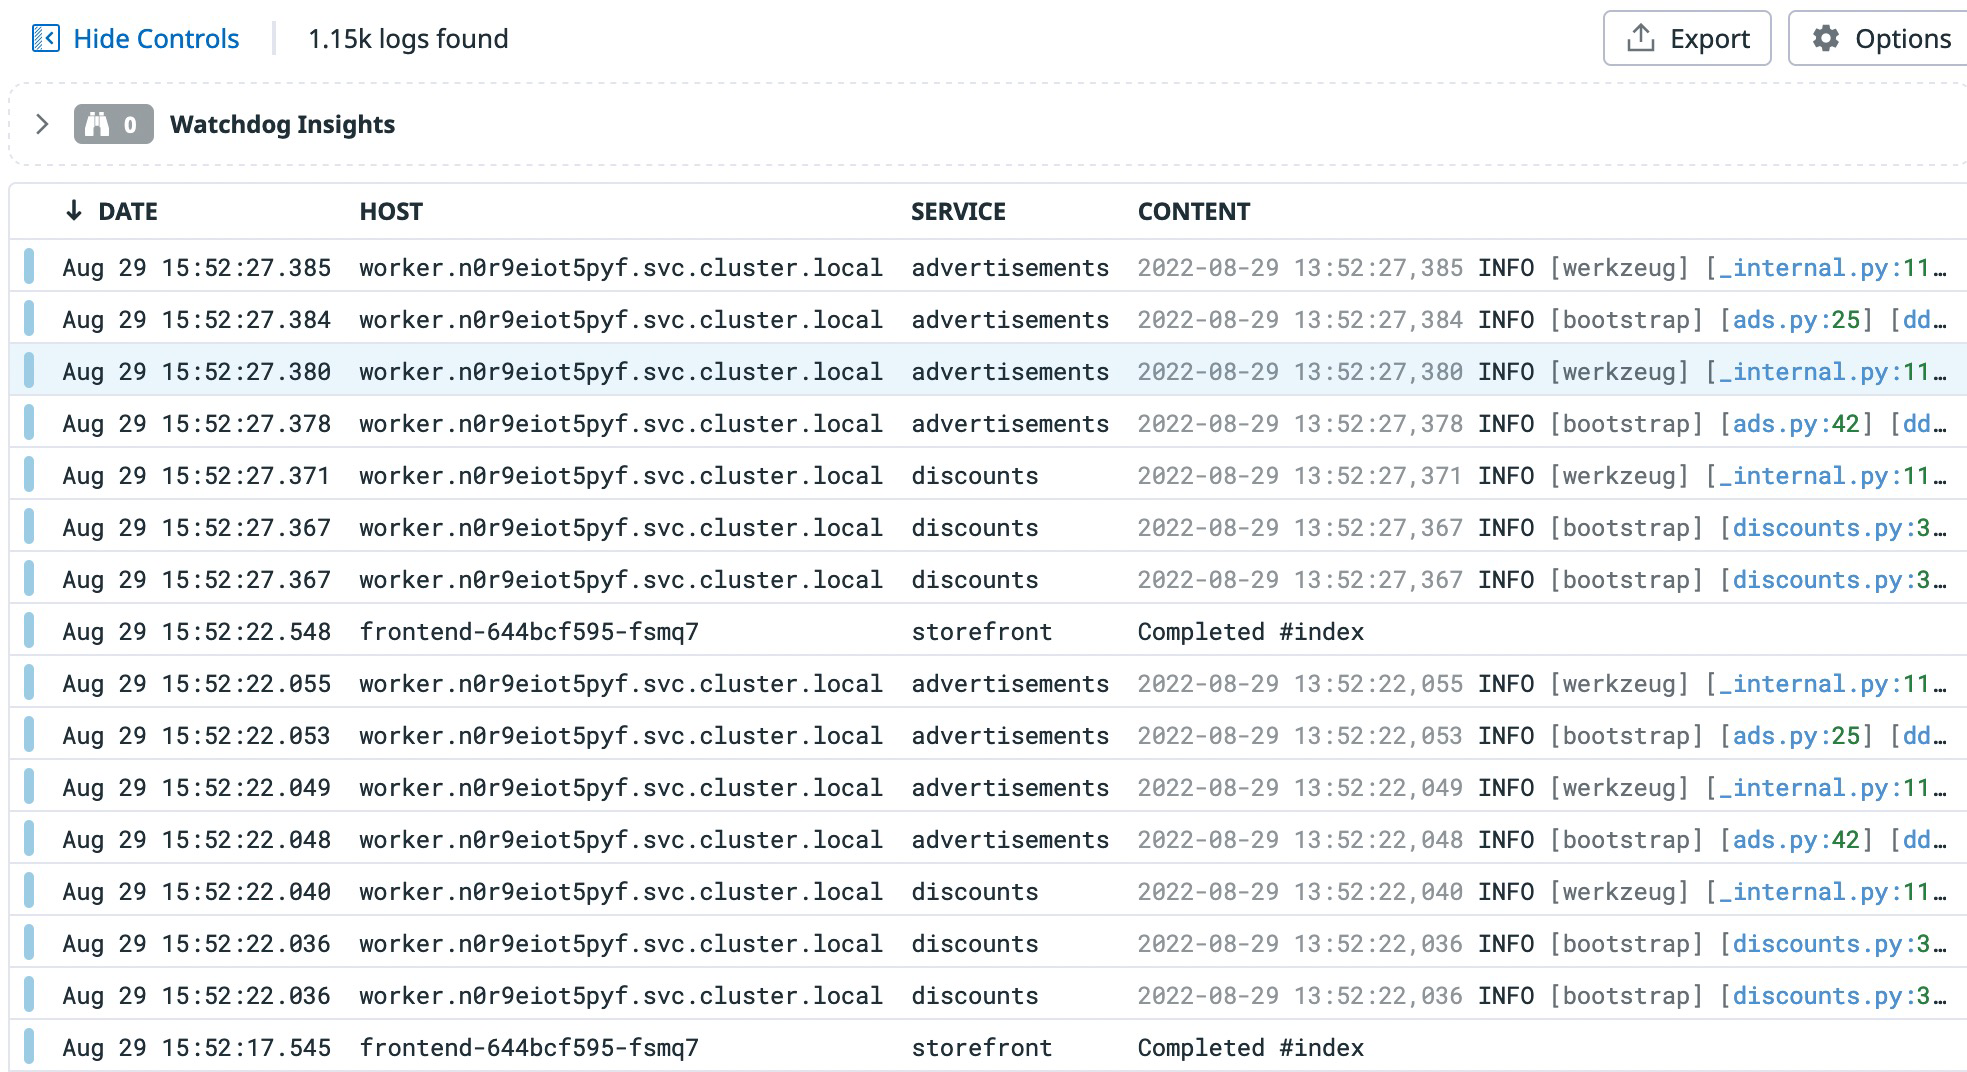 Hide Controls 1.15k logs found Export Options
0 Watchdog Insights
DATE HOST SERVICE CONTENT
Aug 29 15:52:27.385 worker.n0r9eiot5pyf.svc.cluster.local advertisements 2022-08-29 13:52:27,385 INFO [werkzeug] [_internal.py:11…
Aug 29 15:52:27.384 worker.n0r9eiot5pyf.svc.cluster.local advertisements 2022-08-29 13:52:27,384 INFO [bootstrap] [ads.py:25] [dd…
Aug 29 15:52:27.380 worker.n0r9eiot5pyf.svc.cluster.local advertisements 2022-08-29 13:52:27,380 INFO [werkzeug] [_internal.py:11…
Aug 29 15:52:27.378 worker.n0r9eiot5pyf.svc.cluster.local advertisements 2022-08-29 13:52:27,378 INFO [bootstrap] [ads.py:42] [dd…
Aug 29 15:52:27.371 worker.n0r9eiot5pyf.svc.cluster.local discounts 2022-08-29 13:52:27,371 INFO [werkzeug] [_internal.py:11…
Aug 29 15:52:27.367 worker.n0r9eiot5pyf.svc.cluster.local discounts 2022-08-29 13:52:27,367 INFO [bootstrap] [discounts.py:3…
Aug 29 15:52:27.367 worker.n0r9eiot5pyf.svc.cluster.local discounts 2022-08-29 13:52:27,367 INFO [bootstrap] [discounts.py:3…
Aug 29 15:52:22.548 frontend-644bcf595-fsmq7 storefront Completed #index
Aug 29 15:52:22.055 worker.n0r9eiot5pyf.svc.cluster.local advertisements 2022-08-29 13:52:22,055 INFO [werkzeug] [_internal.py:11…
Aug 29 15:52:22.053 worker.n0r9eiot5pyf.svc.cluster.local advertisements 2022-08-29 13:52:22,053 INFO [bootstrap] [ads.py:25] [dd…
Aug 29 15:52:22.049 worker.n0r9eiot5pyf.svc.cluster.local advertisements 2022-08-29 13:52:22,049 INFO [werkzeug] [_internal.py:11…
Aug 29 15:52:22.048 worker.n0r9eiot5pyf.svc.cluster.local advertisements 2022-08-29 13:52:22,048 INFO [bootstrap] [ads.py:42] [dd…
Aug 29 15:52:22.040 worker.n0r9eiot5pyf.svc.cluster.local discounts 2022-08-29 13:52:22,040 INFO [werkzeug] [_internal.py:11…
Aug 29 15:52:22.036 worker.n0r9eiot5pyf.svc.cluster.local discounts 2022-08-29 13:52:22,036 INFO [bootstrap] [discounts.py:3…
Aug 29 15:52:22.036 worker.n0r9eiot5pyf.svc.cluster.local discounts 2022-08-29 13:52:22,036 INFO [bootstrap] [discounts.py:3…
Aug 29 15:52:17.545 frontend-644bcf595-fsmq7 storefront Completed #index